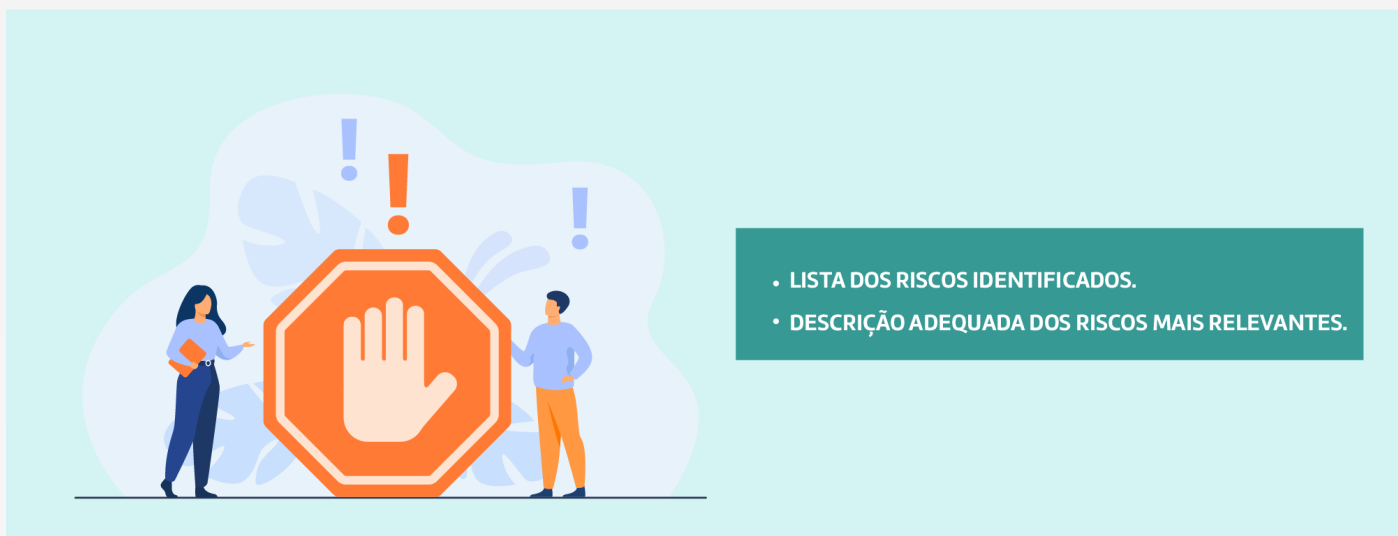 • LISTA DOS RISCOS IDENTIFICADOS.
• DESCRIÇÃO ADEQUADA DOS RISCOS MAIS RELEVANTES.